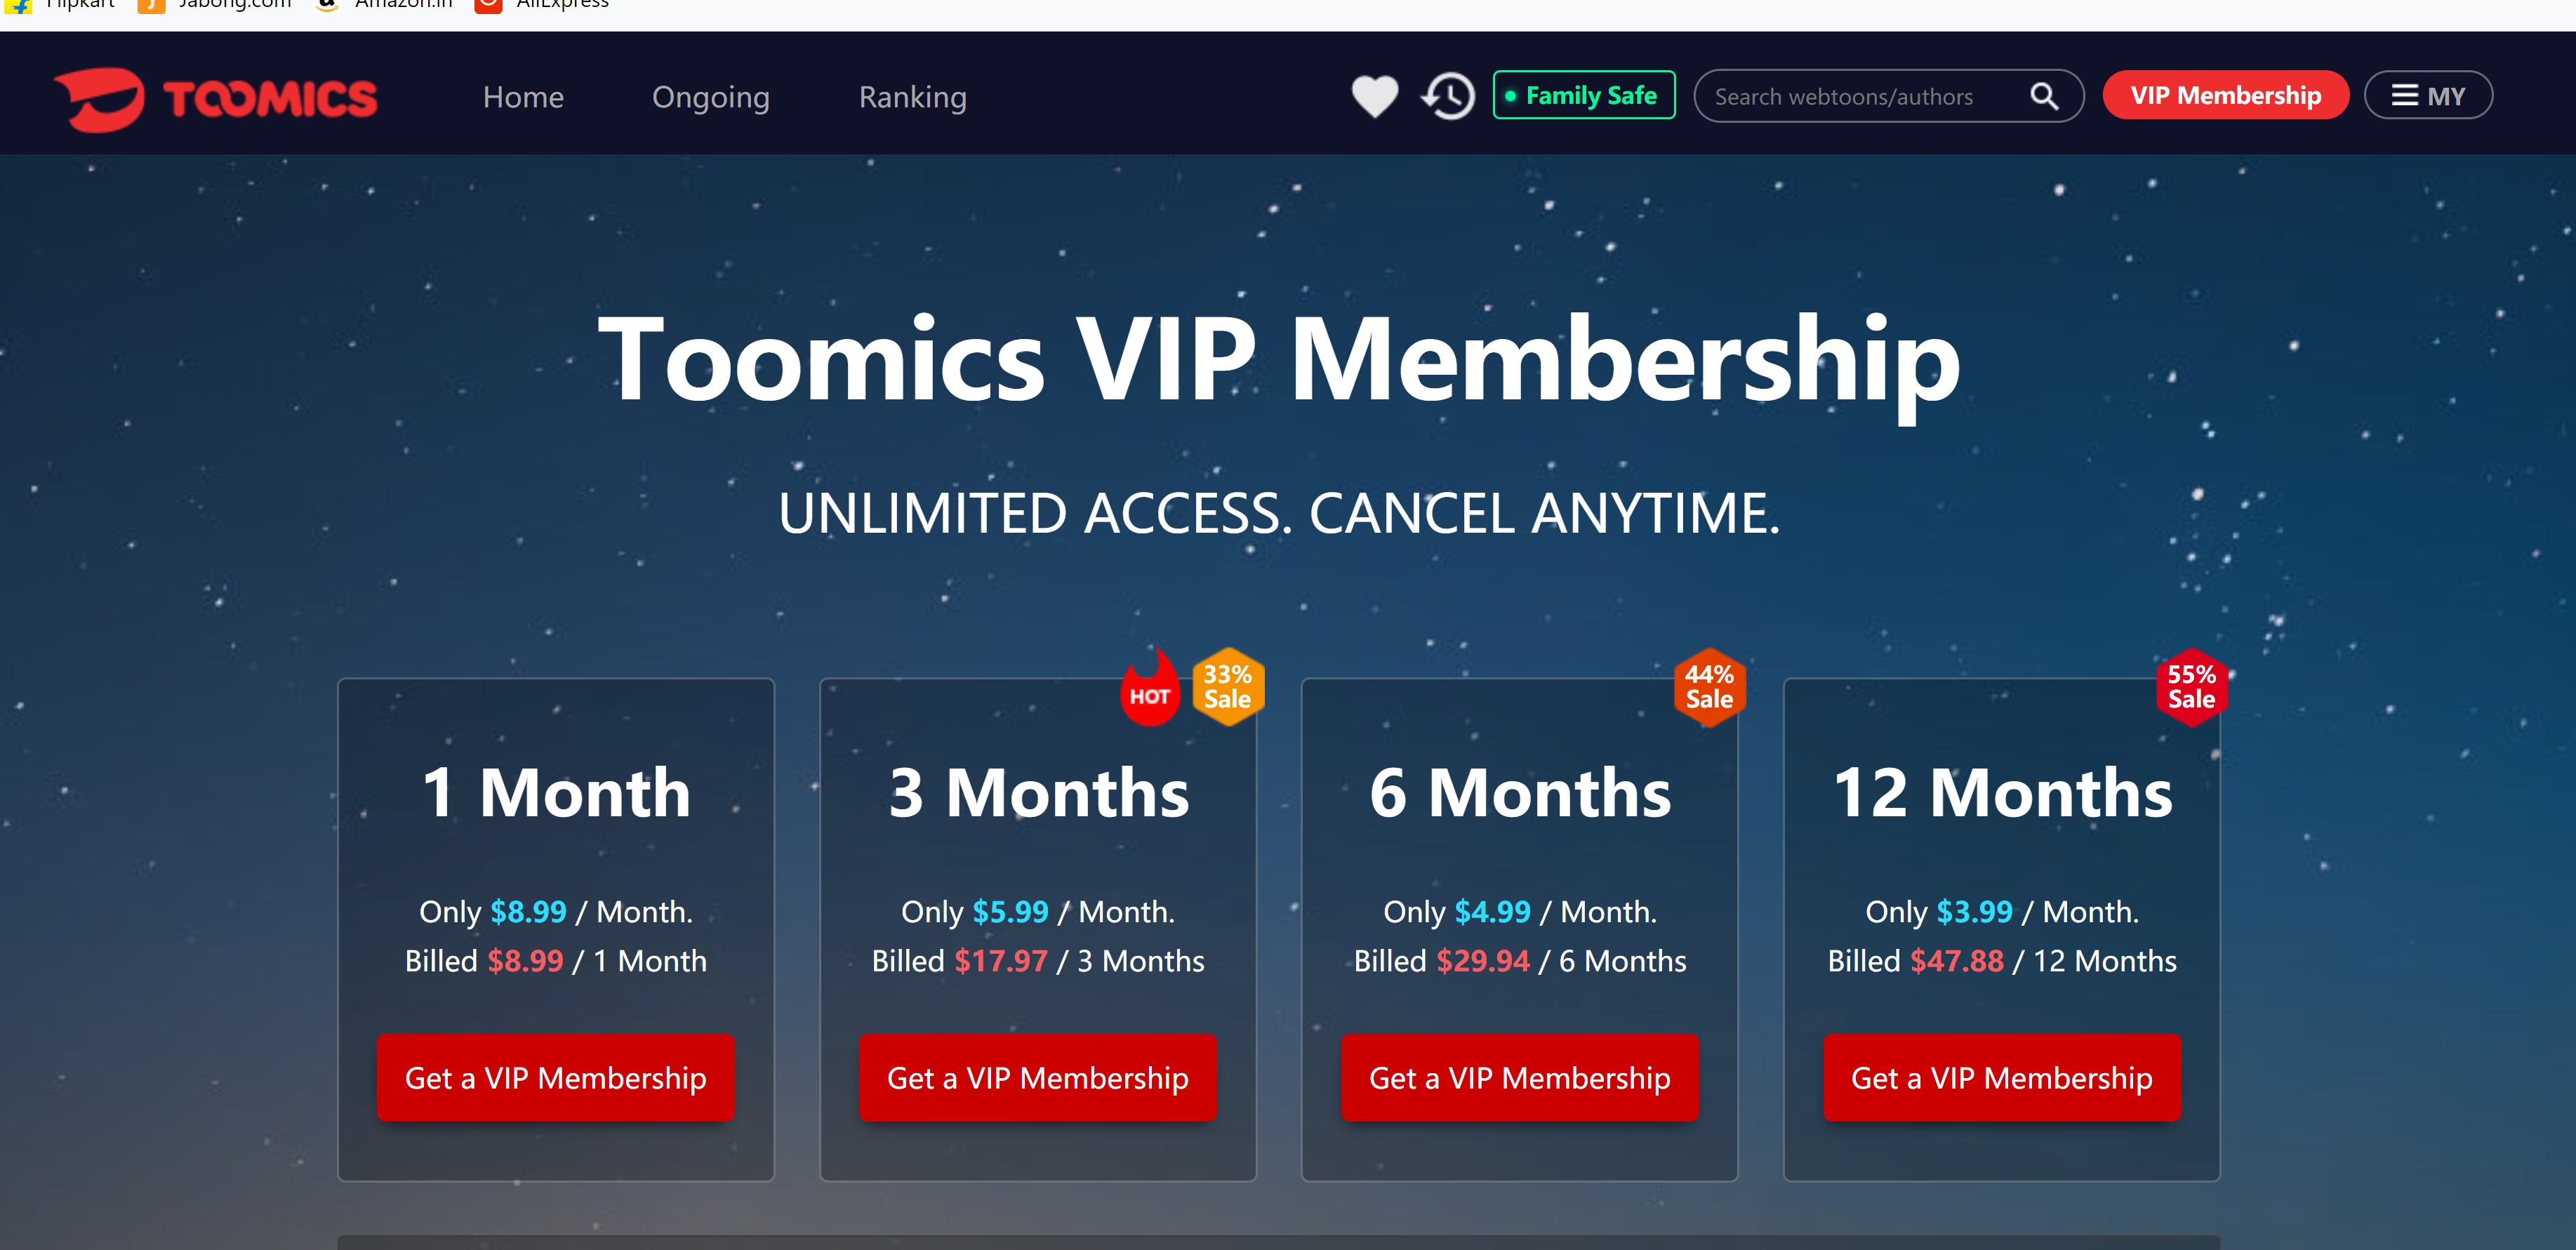 Flipkart Jabong.com Amazon.in AliExpress
TOOMICS Home Ongoing Ranking Family Safe Search webtoons/authors VIP Membership MY
Toomics VIP Membership
UNLIMITED ACCESS. CANCEL ANYTIME.
HOT 33% Sale 44% Sale 55% Sale
1 Month 3 Months 6 Months 12 Months
Only $8.99 / Month. Only $5.99 / Month. Only $4.99 / Month. Only $3.99 / Month.
Billed $8.99 / 1 Month Billed $17.97 / 3 Months Billed $29.94 / 6 Months Billed $47.88 / 12 Months
Get a VIP Membership Get a VIP Membership Get a VIP Membership Get a VIP Membership